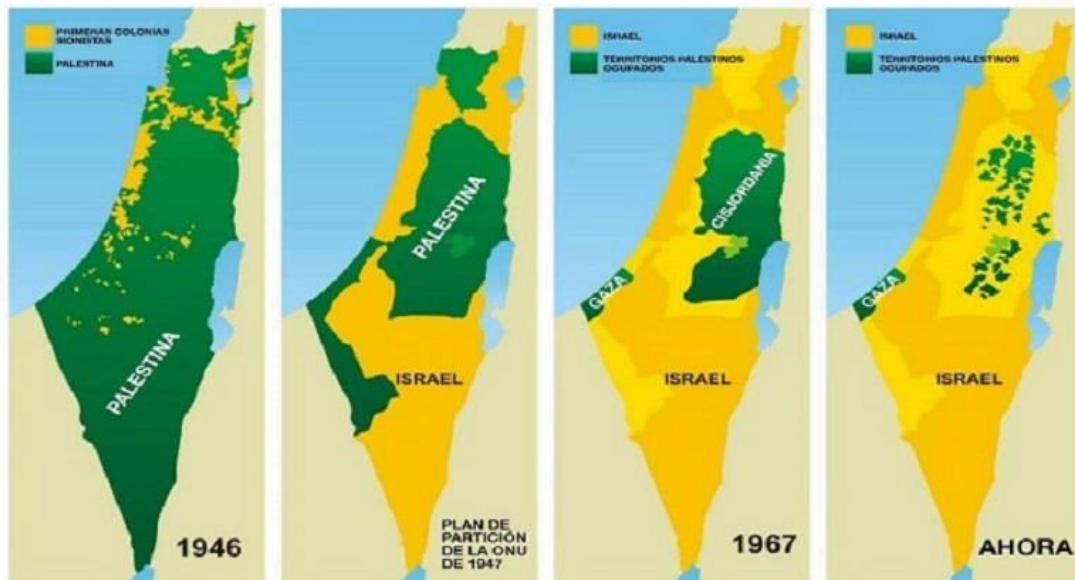 PRIMERAS COLONIAS
SIONISTAS
PALESTINA
PALESTINA
1946
PALESTINA
ISRAEL
PLAN DE
PARTICIÓN
DE LA ONU
DE 1947
ISRAEL
TERRITORIOS PALESTINOS
OCUPADOS
CISJORDANIA
GAZA
ISRAEL
1967
ISRAEL
TERRITORIOS PALESTINOS
OCUPADOS
GAZA
ISRAEL
AHORA